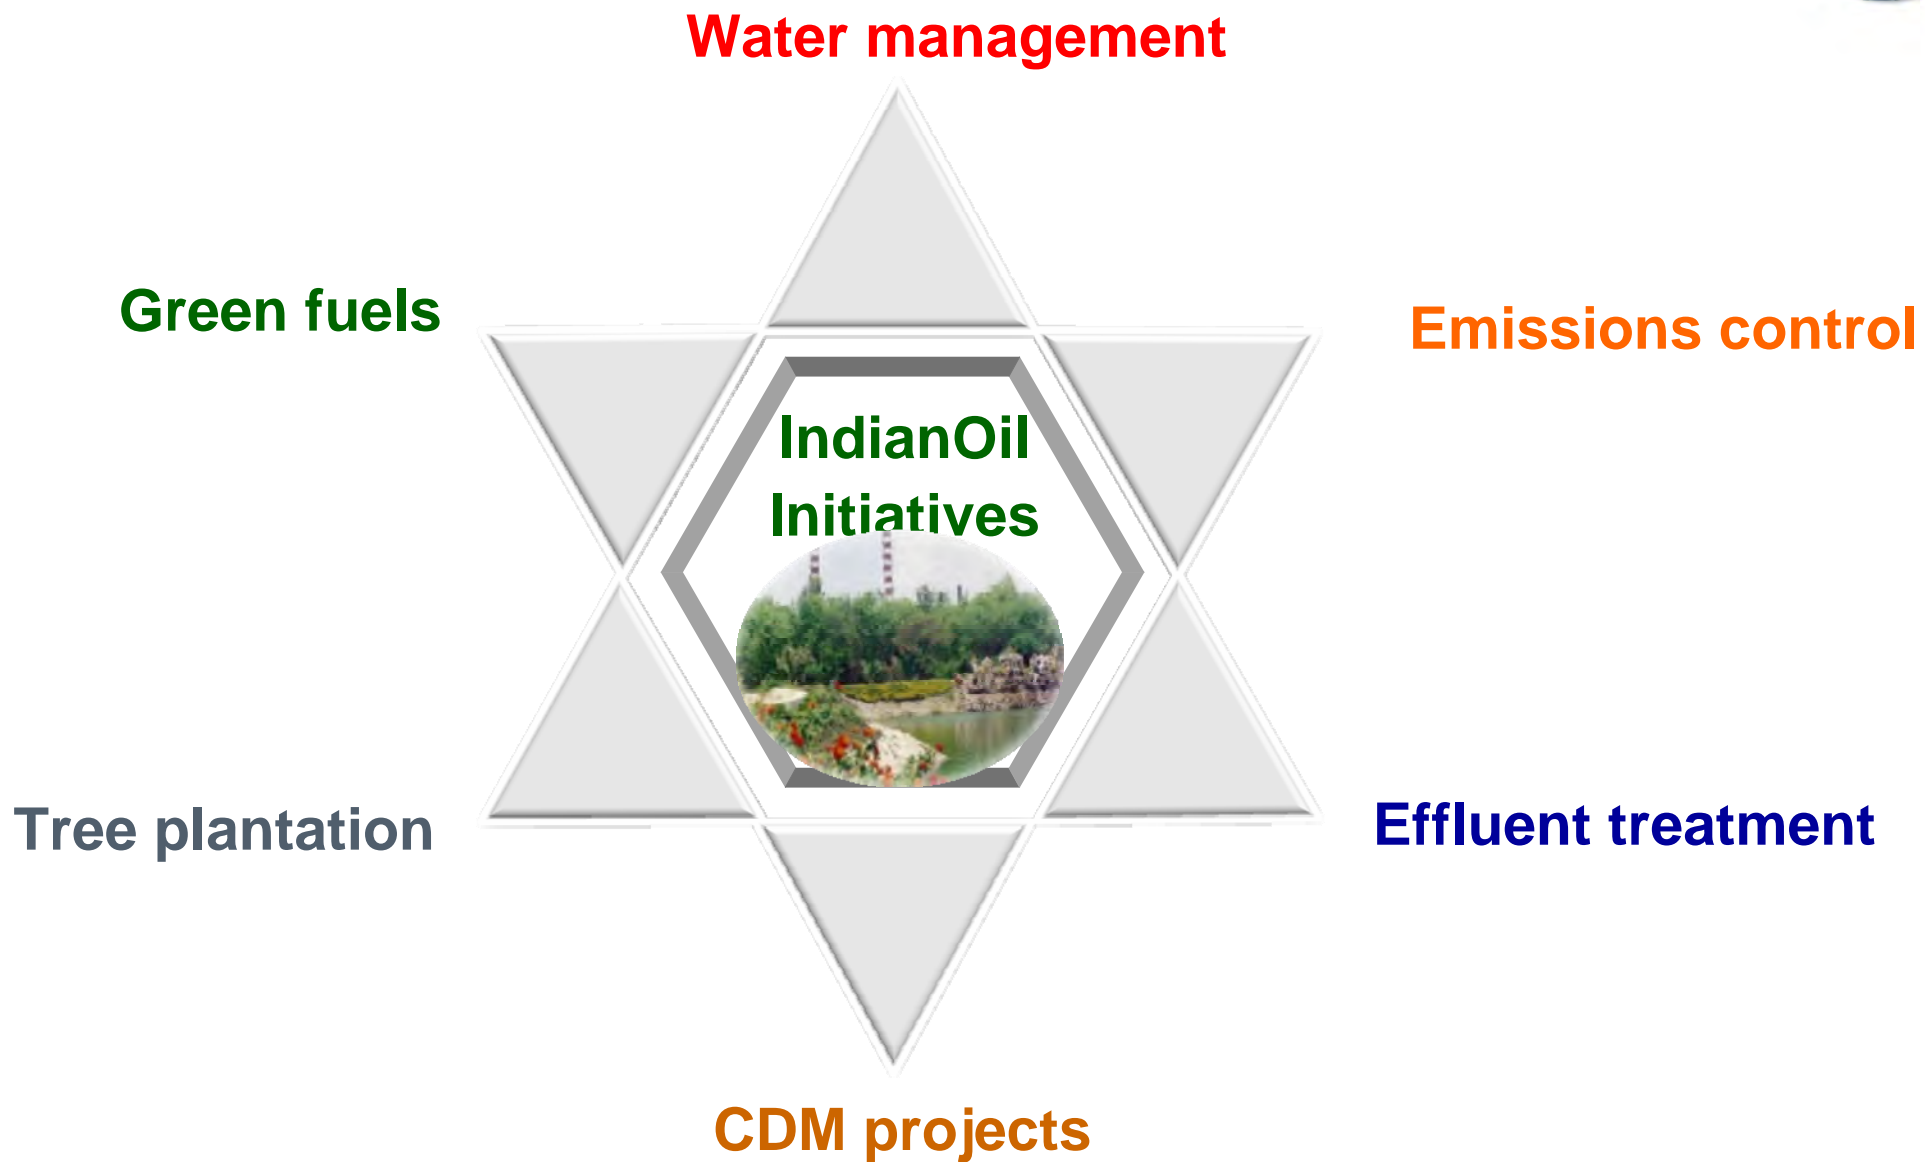 Water management
Green fuels
Emissions control
IndianOil
Initiatives
Tree plantation
Effluent treatment
CDM projects